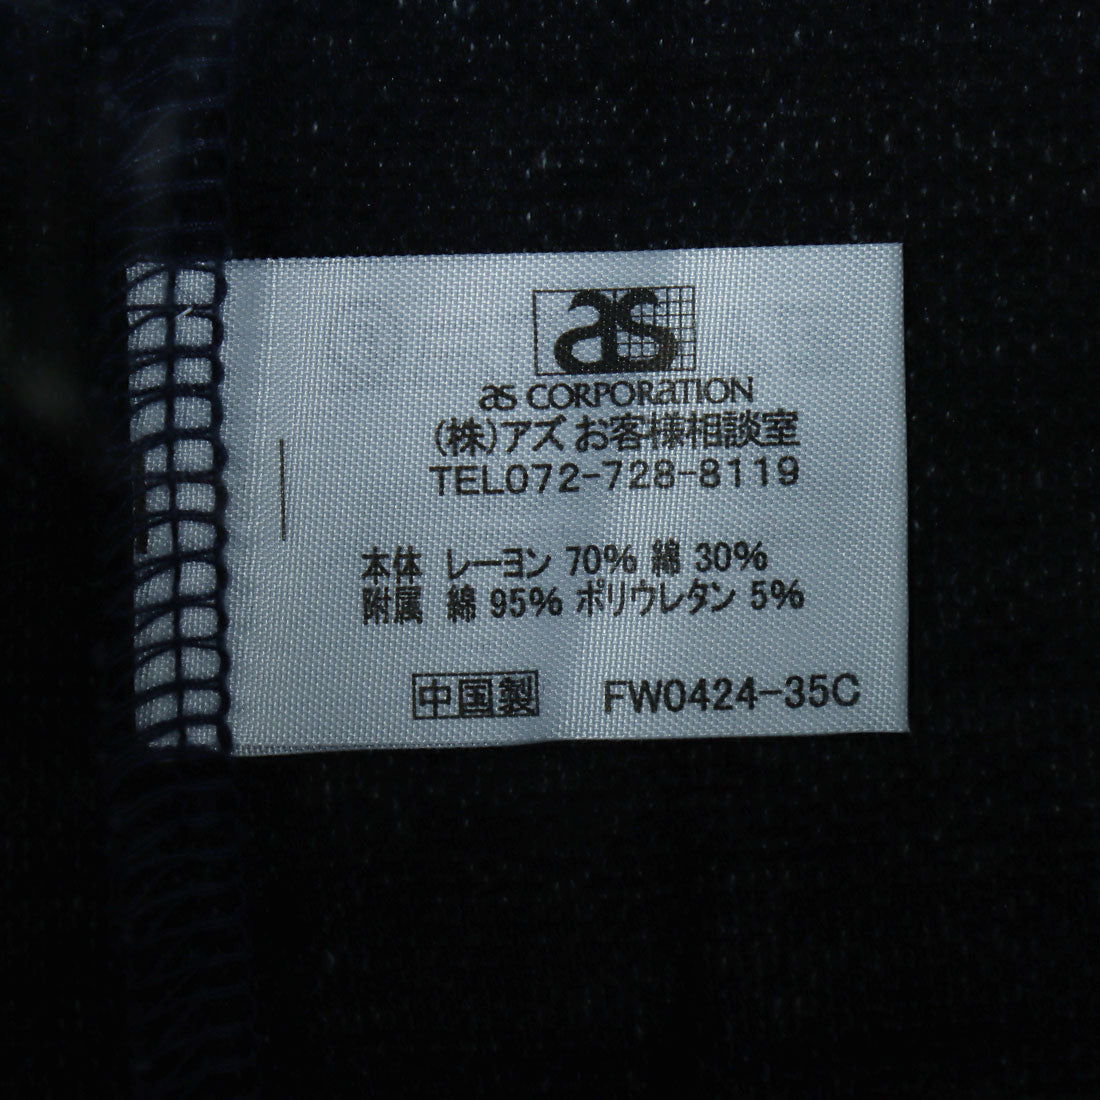 as
as CORPORATION
(株)アズ お客様相談室
TEL072-728-8119
本体 レーヨン 70% 綿 30%
附属 綿 95% ポリウレタン 5%
中国製 FW0424-35C